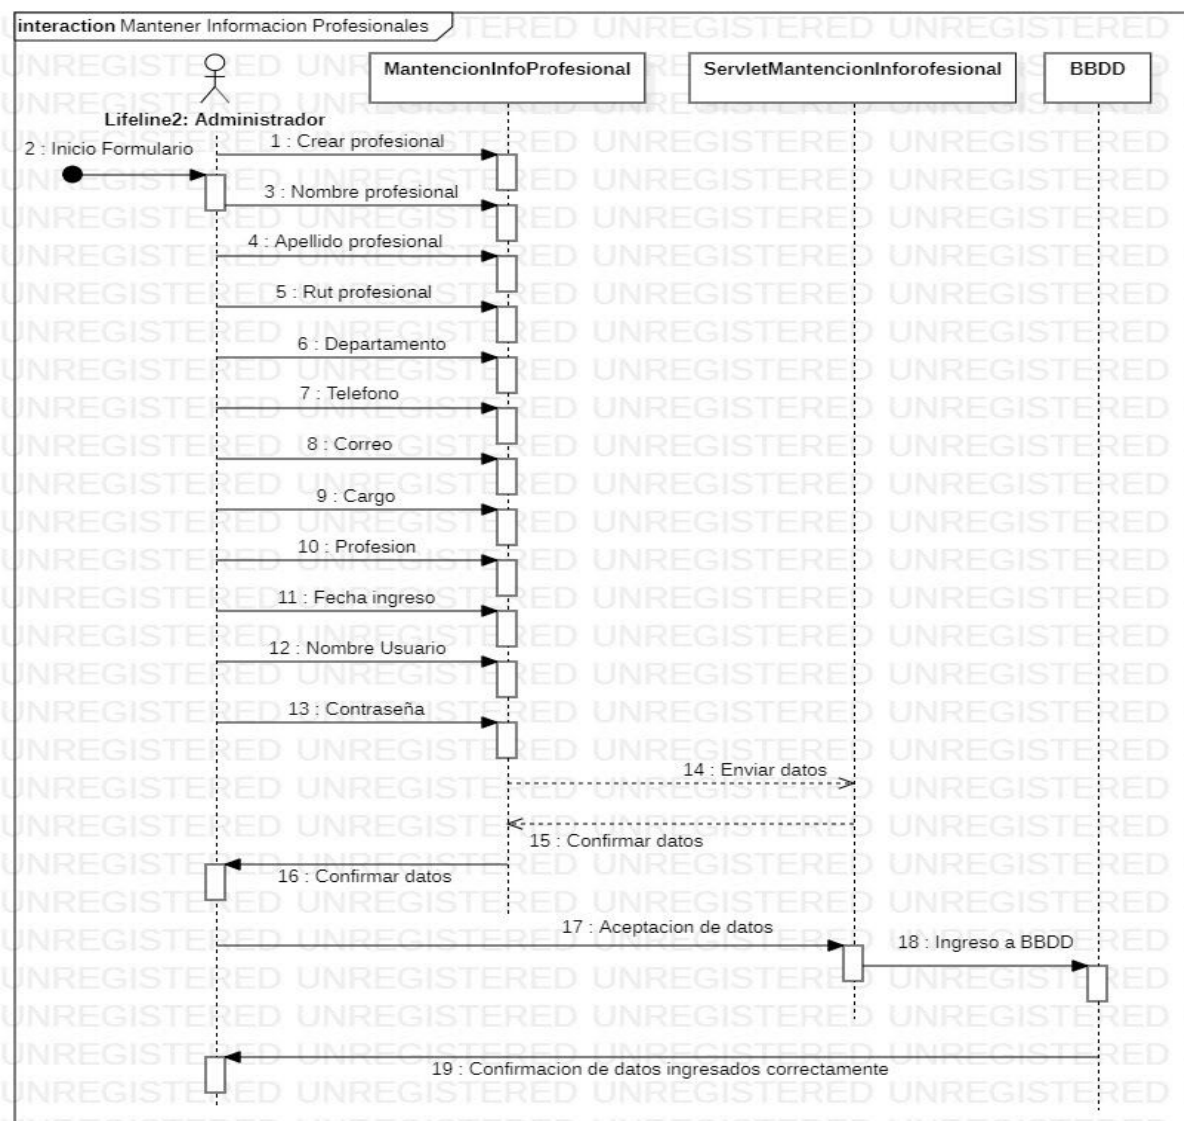 interaction Mantener Informacion Profesionales
MantencionInfoProfesional
ServletMantencionInforofesional
BBDD
Lifeline2: Administrador
1 : Crear profesional
2 : Inicio Formulario
3 : Nombre profesional
4 : Apellido profesional
5 : Rut profesional
6 : Departamento
7 : Telefono
8 : Correo
9 : Cargo
10 : Profesion
11 : Fecha ingreso
12 : Nombre Usuario
13 : Contraseña
14 : Enviar datos
15 : Confirmar datos
16 : Confirmar datos
17 : Aceptacion de datos
18 : Ingreso a BBDD
19 : Confirmacion de datos ingresados correctamente
UNREGISTERED